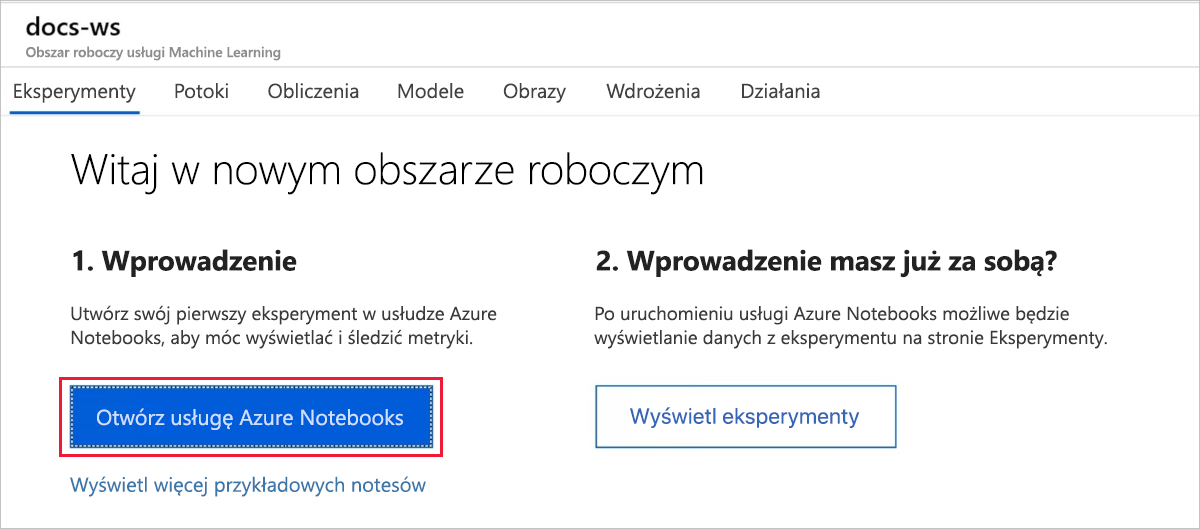 docs-ws
Obszar roboczy usługi Machine Learning
Eksperymenty Potoki Obliczenia Modele Obrazy Wdrożenia Działania
Witaj w nowym obszarze roboczym
1. Wprowadzenie
Utwórz swój pierwszy eksperyment w usłudze Azure
Notebooks, aby móc wyświetlać i śledzić metryki.
Otwórz usługę Azure Notebooks
Wyświetl więcej przykładowych notesów
2. Wprowadzenie masz już za sobą?
Po uruchomieniu usługi Azure Notebooks możliwe będzie
wyświetlanie danych z eksperymentu na stronie Eksperymenty.
Wyświetl eksperymenty